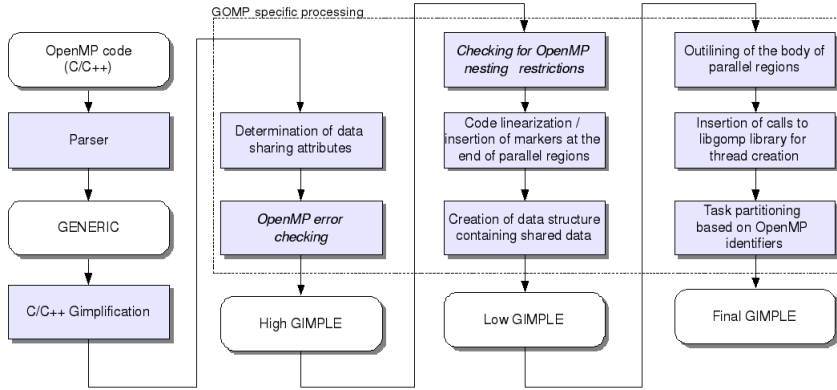 GOMP specific processing
OpenMP code
(C/C++)
Parser
GENERIC
C/C++ Gimplification
Determination of data
sharing attributes
OpenMP error
checking
High GIMPLE
Checking for OpenMP
nesting restrictions
Code linearization /
insertion of markers at the
end of parallel regions
Creation of data structure
containing shared data
Low GIMPLE
Outilining of the body of
parallel regions
Insertion of calls to
libgomp library for
thread creation
Task partitioning
based on OpenMP
identifiers
Final GIMPLE